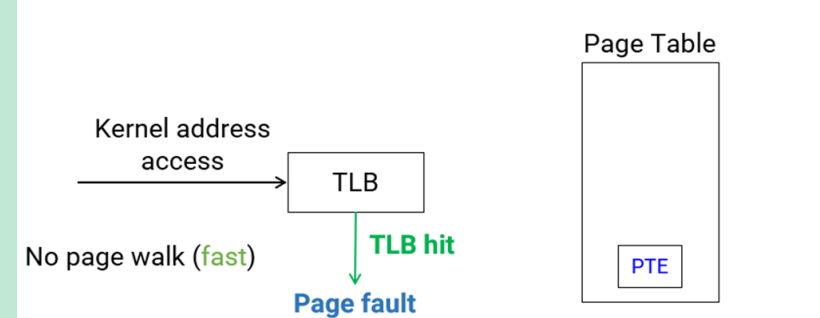 Page Table
Kernel address
access
TLB
No page walk (fast)
TLB hit
PTE
Page fault